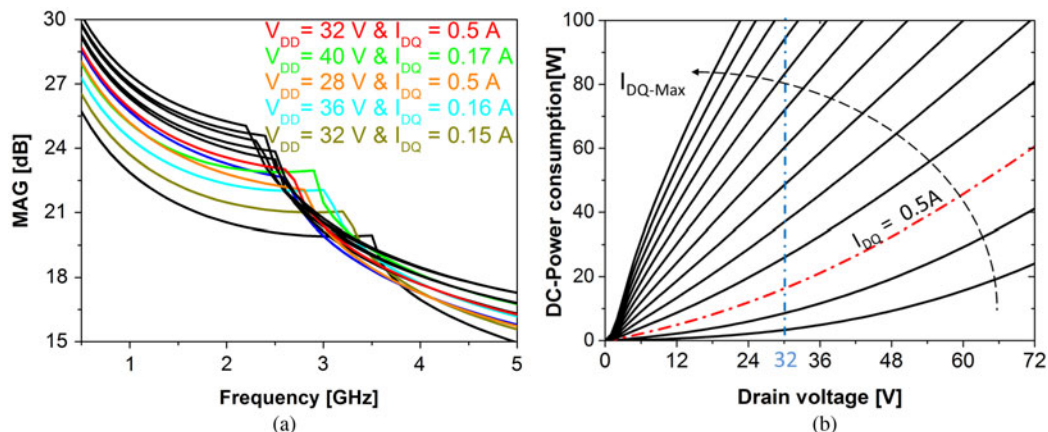 30
27
24
21
18
15
MAG [dB]
V_DD = 32 V & I_DQ = 0.5 A
V_DD = 40 V & I_DQ = 0.17 A
V_DD = 28 V & I_DQ = 0.5 A
V_DD = 36 V & I_DQ = 0.16 A
V_DD = 32 V & I_DQ = 0.15 A
1 2 3 4 5
Frequency [GHz]
(a)
100
80
60
40
20
0
DC-Power consumption[W]
I_DQ-Max
I_DQ = 0.5A
0 12 24 32 36 48 60 72
Drain voltage [V]
(b)